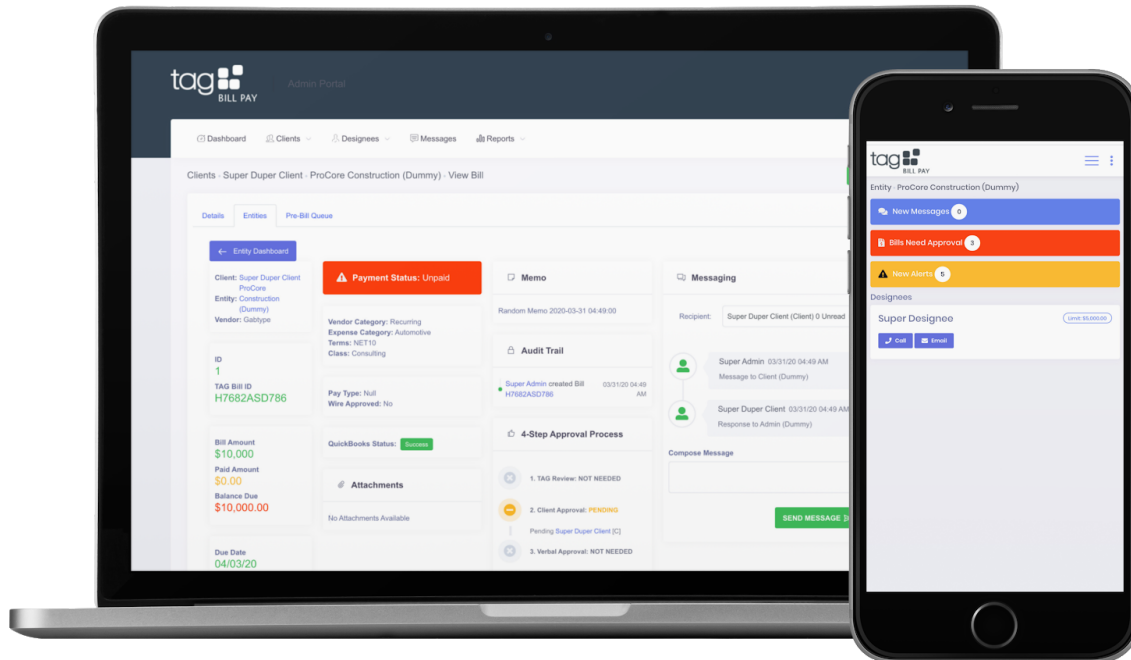 tag
BILL PAY
Admin Portal
Dashboard
Clients
Designees
Messages
Reports
Clients · Super Duper Client · ProCore Construction (Dummy) · View Bill
Details
Entities
Pre-Bill Queue
← Entity Dashboard
Client: Super Duper Client
ProCore
Entity: Construction
(Dummy)
Vendor: Gabtype
ID
1
TAG Bill ID
H7682ASD786
Bill Amount
$10,000
Paid Amount
$0.00
Balance Due
$10,000.00
Due Date
04/03/20
Payment Status: Unpaid
Vendor Category: Recurring
Expense Category: Automotive
Terms: NET10
Class: Consulting
Pay Type: Null
Wire Approved: No
QuickBooks Status: Success
Attachments
No Attachments Available
Memo
Random Memo 2020-03-31 04:49:00
Audit Trail
Super Admin created Bill 03/31/20 04:49
H7682ASD786 AM
4-Step Approval Process
1. TAG Review: NOT NEEDED
2. Client Approval: PENDING
Pending Super Duper Client [C]
3. Verbal Approval: NOT NEEDED
Messaging
Recipient: Super Duper Client (Client) 0 Unread
Super Admin 03/31/20 04:49 AM
Message to Client (Dummy)
Super Duper Client 03/31/20 04:49 AM
Response to Admin (Dummy)
Compose Message
SEND MESSAGE
tag
BILL PAY
Entity · ProCore Construction (Dummy)
New Messages 0
Bills Need Approval 3
New Alerts 5
Designees
Super Designee
Limit: $5,000.00
Call
Email